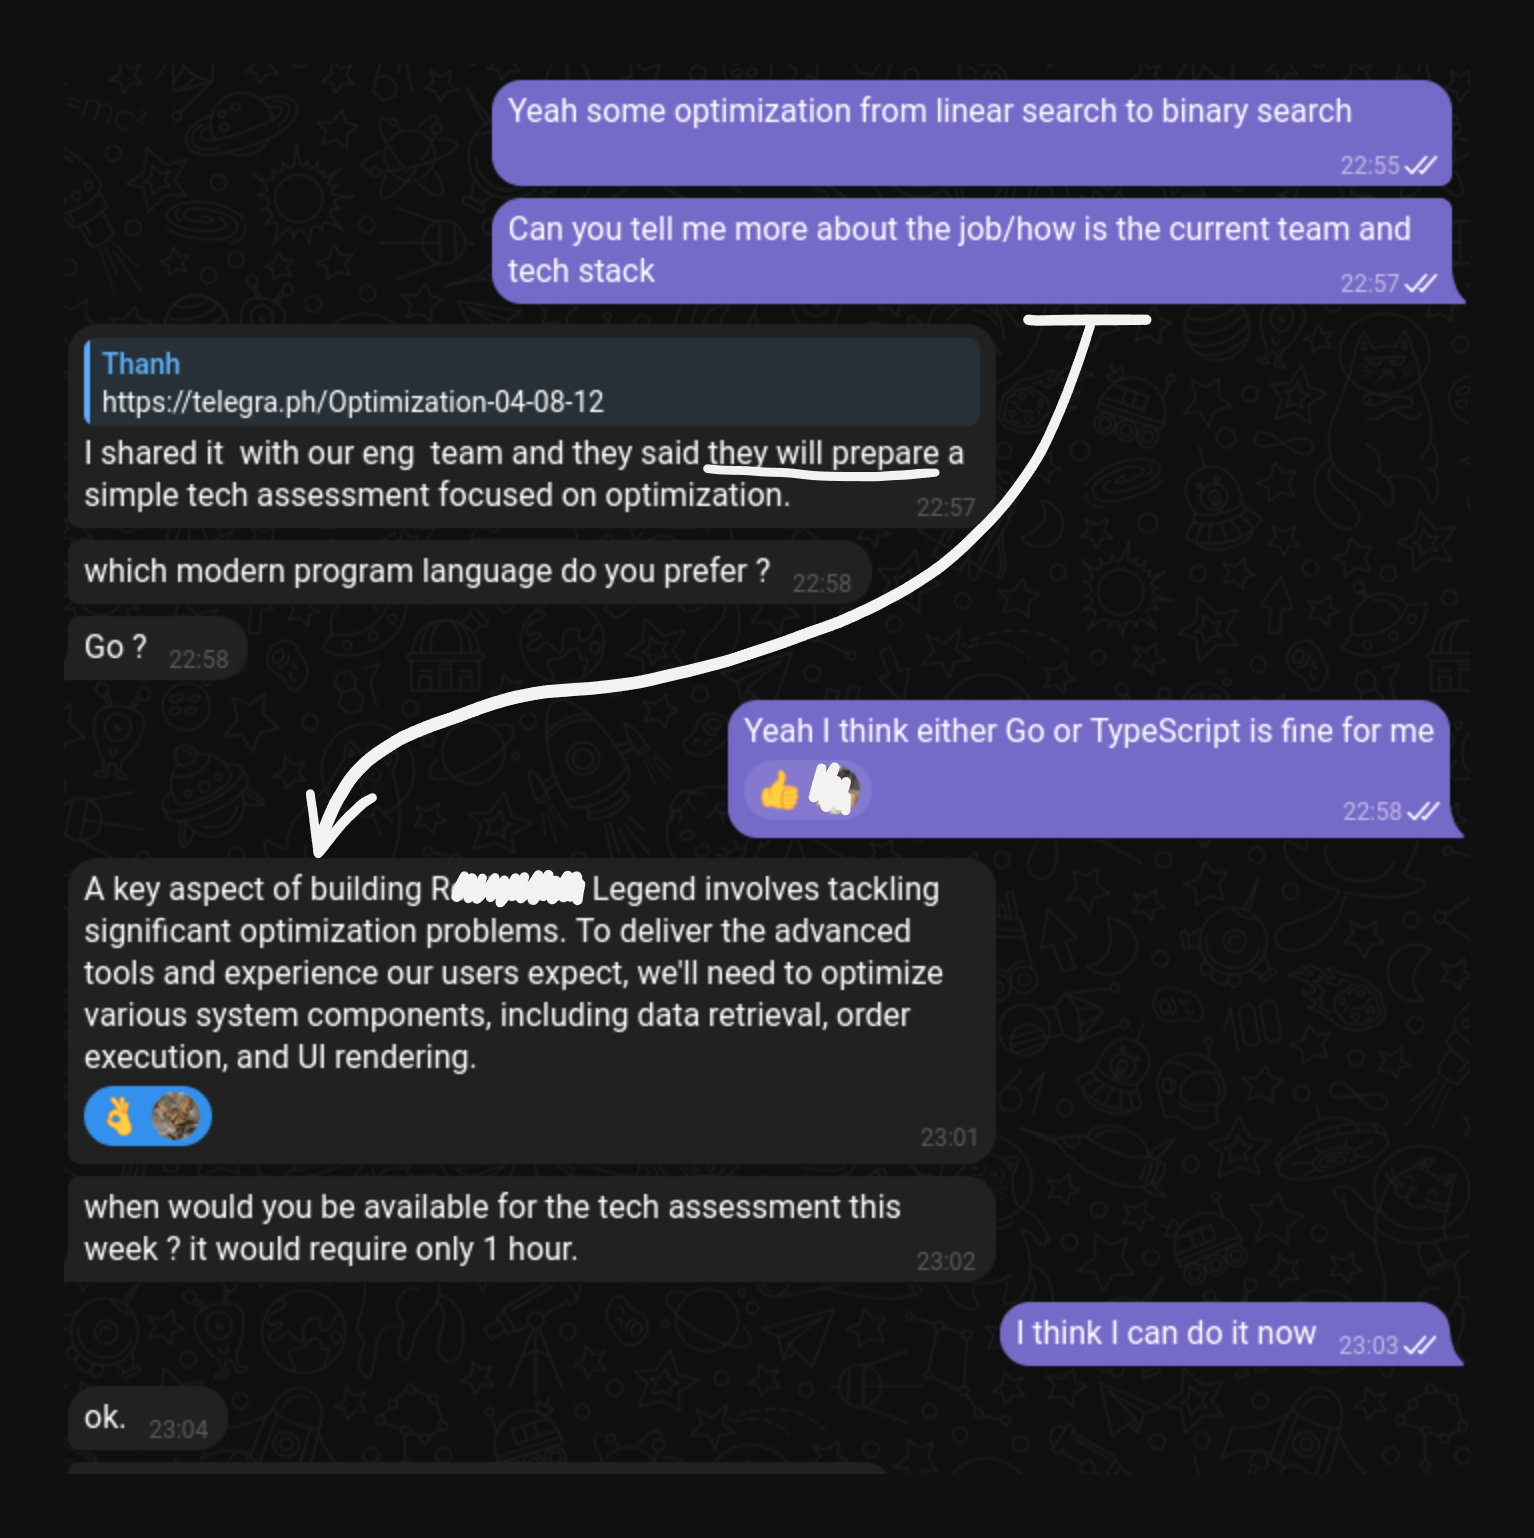 Yeah some optimization from linear search to binary search
22:55
Can you tell me more about the job/how is the current team and
tech stack
22:57
Thanh
https://telegra.ph/Optimization-04-08-12
I shared it with our eng team and they said they will prepare a
simple tech assessment focused on optimization.
22:57
which modern program language do you prefer ? 22:58
Go ? 22:58
Yeah I think either Go or TypeScript is fine for me
22:58
A key aspect of building Legend involves tackling
significant optimization problems. To deliver the advanced
tools and experience our users expect, we'll need to optimize
various system components, including data retrieval, order
execution, and UI rendering.
23:01
when would you be available for the tech assessment this
week ? it would require only 1 hour.
23:02
I think I can do it now 23:03
ok. 23:04